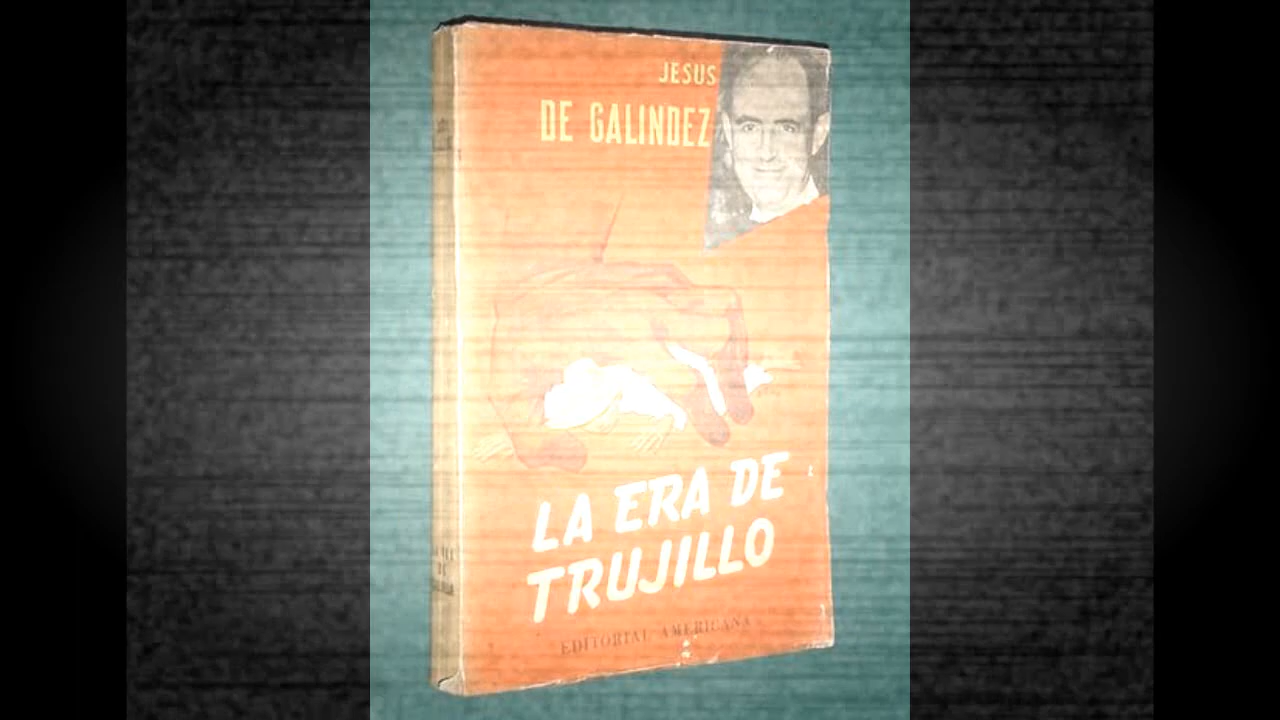 JESUS
DE GALINDEZ
LA ERA DE
TRUJILLO
EDITORIAL AMERICANA